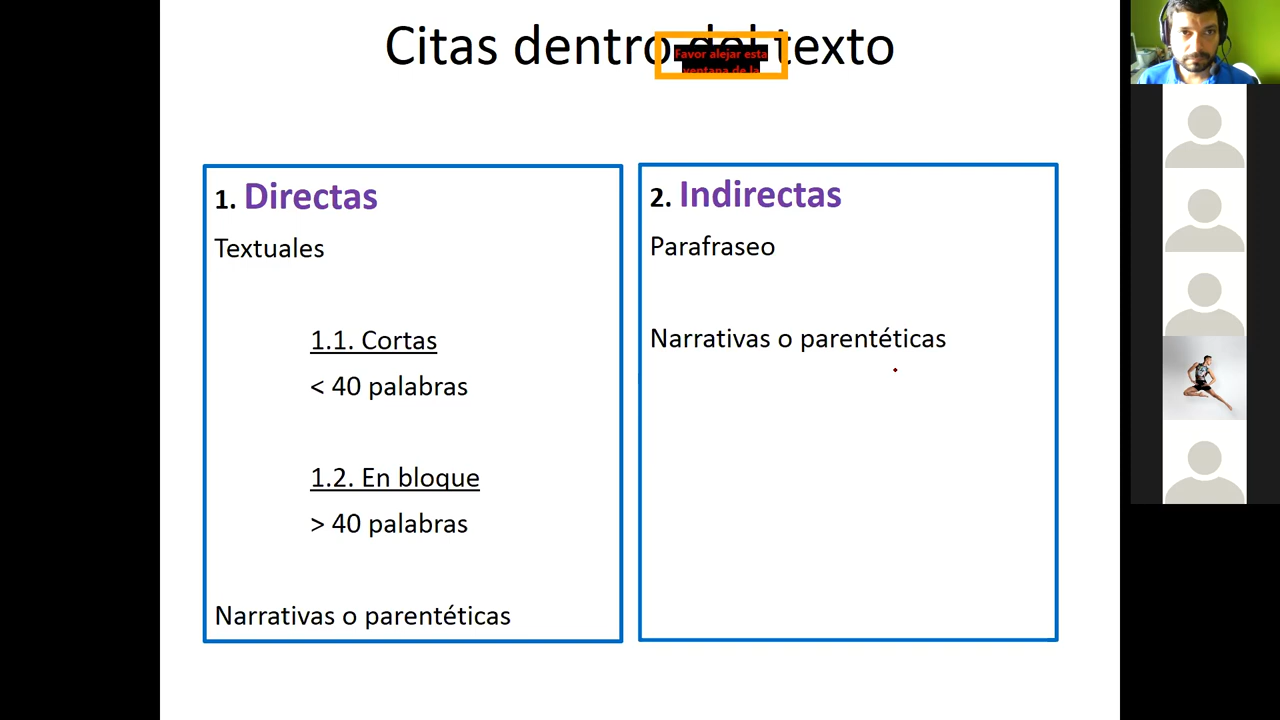 Citas dentro del texto
Favor alejar esta
ventana de la
1. Directas
Textuales
1.1. Cortas
< 40 palabras
1.2. En bloque
> 40 palabras
Narrativas o parentéticas
2. Indirectas
Parafraseo
Narrativas o parentéticas